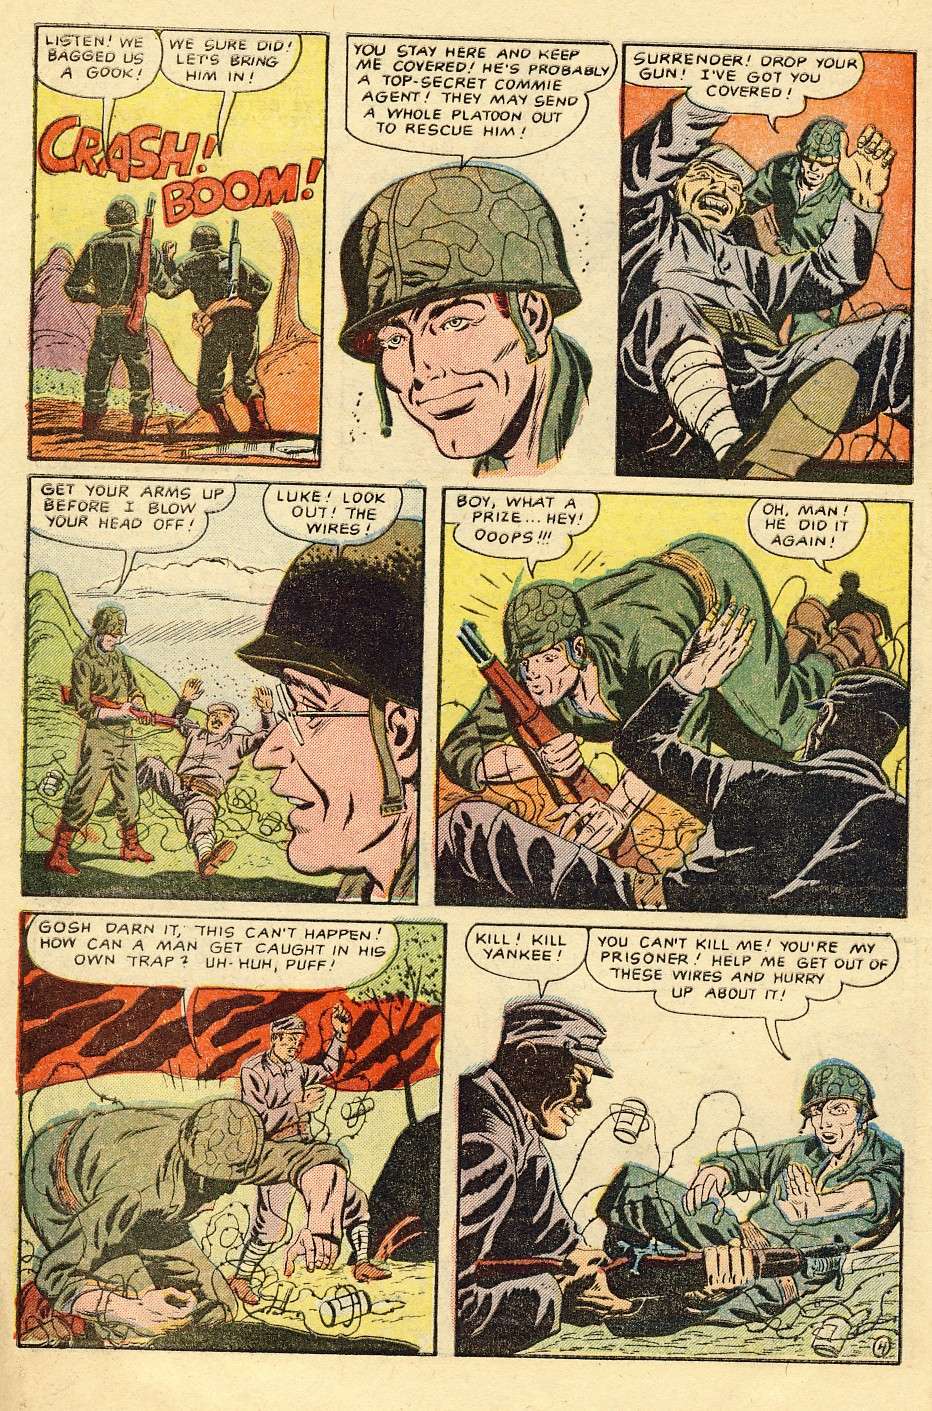 LISTEN! WE
BAGGED US
A GOOK!
WE SURE DID!
LET'S BRING
HIM IN!
CRASH!
BOOM!
YOU STAY HERE AND KEEP
ME COVERED! HE'S PROBABLY
A TOP-SECRET COMMIE
AGENT! THEY MAY SEND
A WHOLE PLATOON OUT
TO RESCUE HIM!
SURRENDER! DROP YOUR
GUN! I'VE GOT YOU
COVERED!
GET YOUR ARMS UP
BEFORE I BLOW
YOUR HEAD OFF!
LUKE! LOOK
OUT! THE
WIRES!
BOY, WHAT A
PRIZE... HEY!
OOOPS!!!
OH, MAN!
HE DID IT
AGAIN!
GOSH DARN IT, THIS CAN'T HAPPEN!
HOW CAN A MAN GET CAUGHT IN HIS
OWN TRAP? UH-HUH, PUFF!
KILL! KILL
YANKEE!
YOU CAN'T KILL ME! YOU'RE MY
PRISONER! HELP ME GET OUT OF
THESE WIRES AND HURRY
UP ABOUT IT!
4